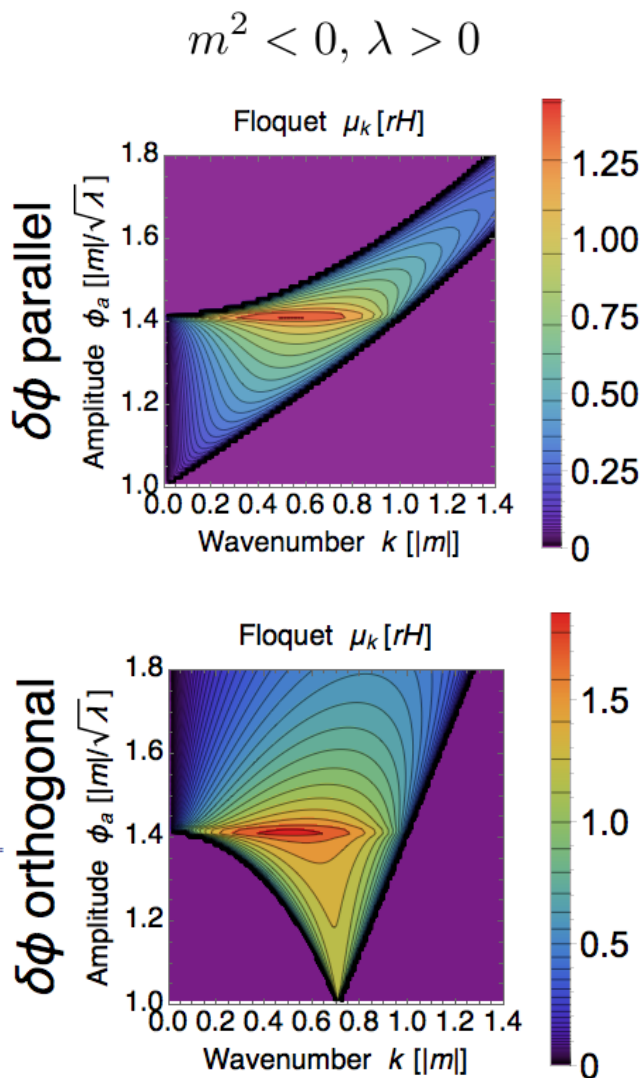 m² < 0, λ > 0
Floquet μₖ [rH]
δϕ parallel
Amplitude ϕₐ [|m|/√λ]
1.8
1.6
1.4
1.2
1.0
0.0 0.2 0.4 0.6 0.8 1.0 1.2 1.4
Wavenumber k [|m|]
1.25
1.00
0.75
0.50
0.25
0
Floquet μₖ [rH]
δϕ orthogonal
Amplitude ϕₐ [|m|/√λ]
1.8
1.6
1.4
1.2
1.0
0.0 0.2 0.4 0.6 0.8 1.0 1.2 1.4
Wavenumber k [|m|]
1.5
1.0
0.5
0